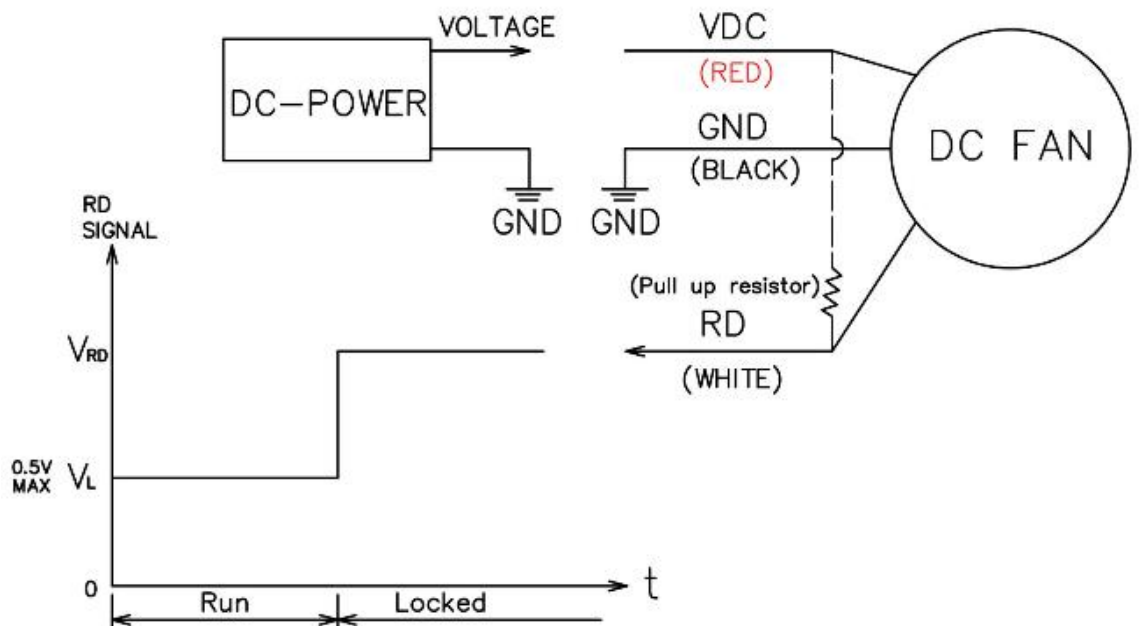 VOLTAGE
VDC
(RED)
DC-POWER
GND
(BLACK)
DC FAN
GND
GND
RD
SIGNAL
(Pull up resistor)
RD
(WHITE)
VRD
0.5V
MAX
VL
0
t
Run
Locked